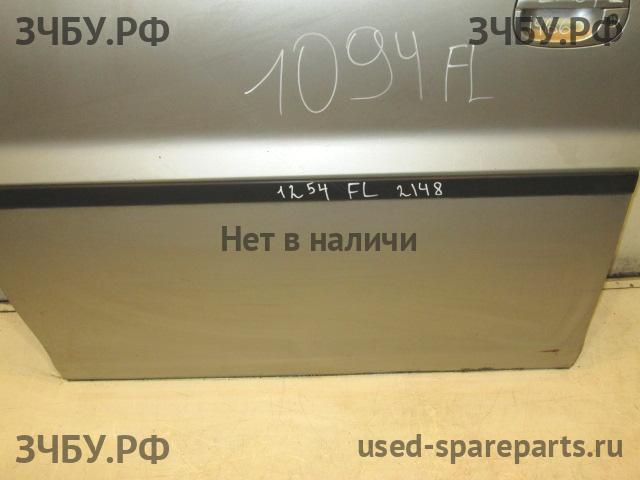 ЗЧБУ.РФ
ЗЧБУ.РФ
1094 FL
1254 FL 2148
Нет в наличи
ЗЧБУ.РФ
used-spareparts.ru